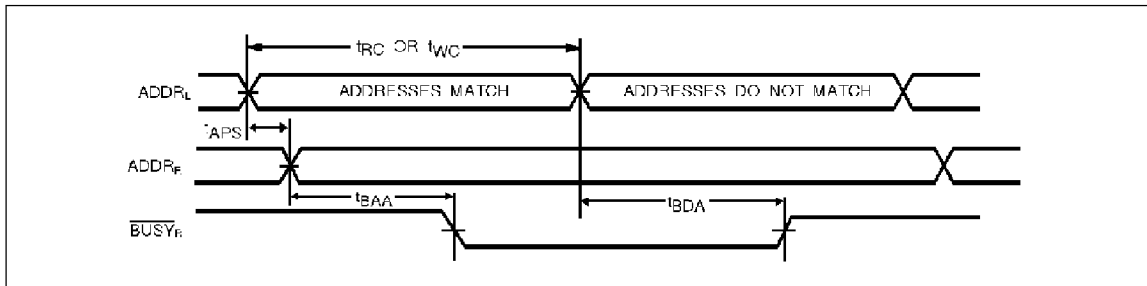 tRC OR tWC
ADDRL ADDRESSES MATCH ADDRESSES DO NOT MATCH
tAPS
ADDRR
tBAA tBDA
BUSYR